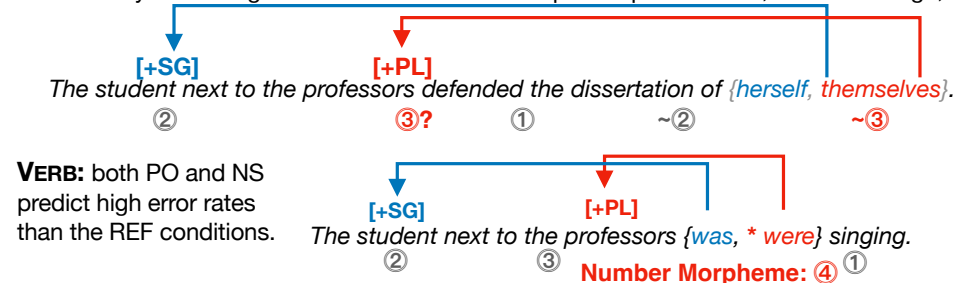 [+SG] [+PL]
The student next to the professors defended the dissertation of {herself, themselves}.
② ③? ① ~② ~③
VERB: both PO and NS
predict high error rates
than the REF conditions.
[+SG] [+PL]
The student next to the professors {was, * were} singing.
② ③ ①
Number Morpheme: ④